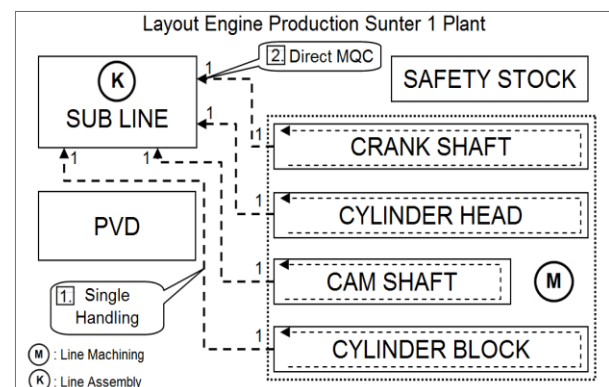 Layout Engine Production Sunter 1 Plant
2. Direct MQC
K
SUB LINE
1
1
1
1
SAFETY STOCK
1
CRANK SHAFT
1
CYLINDER HEAD
PVD
1
CAM SHAFT
M
1. Single
Handling
1
CYLINDER BLOCK
M : Line Machining
K : Line Assembly